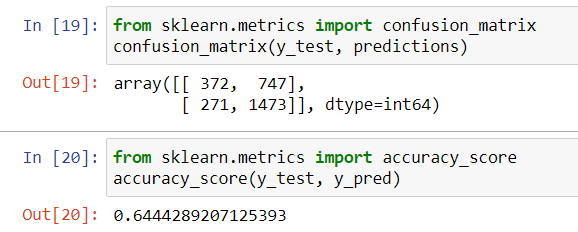 In [19]: from sklearn.metrics import confusion_matrix
confusion_matrix(y_test, predictions)
Out[19]: array([[ 372,  747],
       [ 271, 1473]], dtype=int64)
In [20]: from sklearn.metrics import accuracy_score
accuracy_score(y_test, y_pred)
Out[20]: 0.6444289207125393